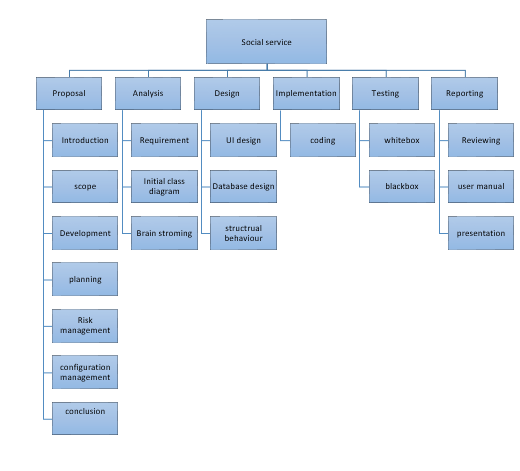 Social service
Proposal
Analysis
Design
Implementation
Testing
Reporting
Introduction
Requirement
UI design
coding
whitebox
Reviewing
scope
Initial class
diagram
Database design
blackbox
user manual
Development
Brain stroming
structrual
behaviour
presentation
planning
Risk
management
configuration
management
conclusion